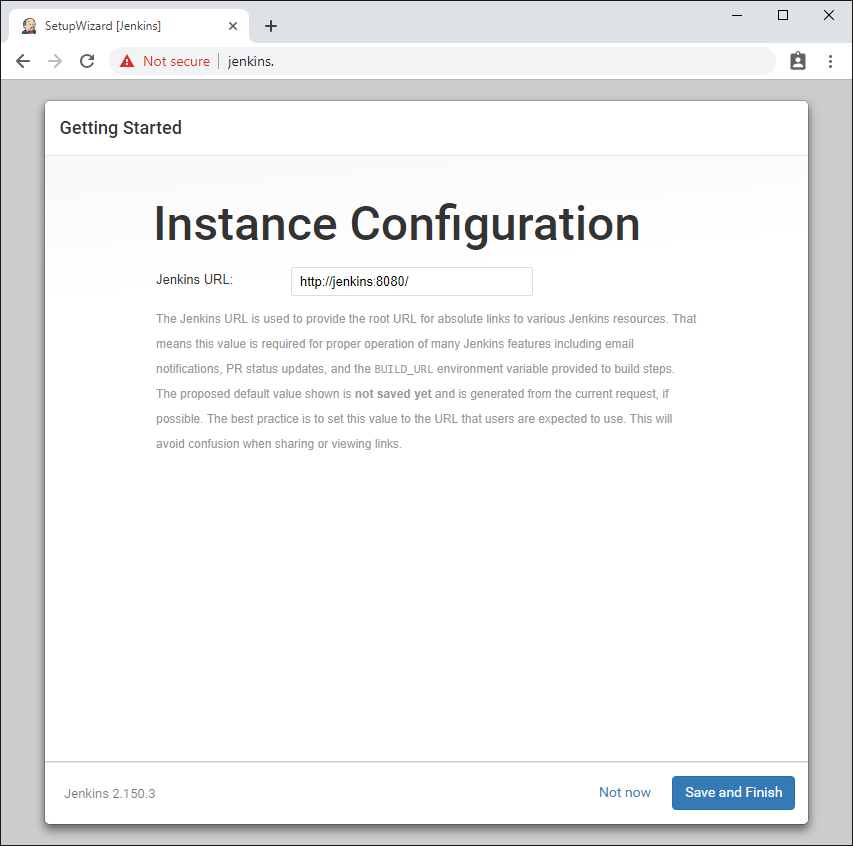 SetupWizard [Jenkins]
Not secure
jenkins.
Getting Started
Instance Configuration
Jenkins URL:
http://jenkins:8080/
The Jenkins URL is used to provide the root URL for absolute links to various Jenkins resources. That
means this value is required for proper operation of many Jenkins features including email
notifications, PR status updates, and the BUILD_URL environment variable provided to build steps.
The proposed default value shown is not saved yet and is generated from the current request, if
possible. The best practice is to set this value to the URL that users are expected to use. This will
avoid confusion when sharing or viewing links.
Jenkins 2.150.3
Not now
Save and Finish